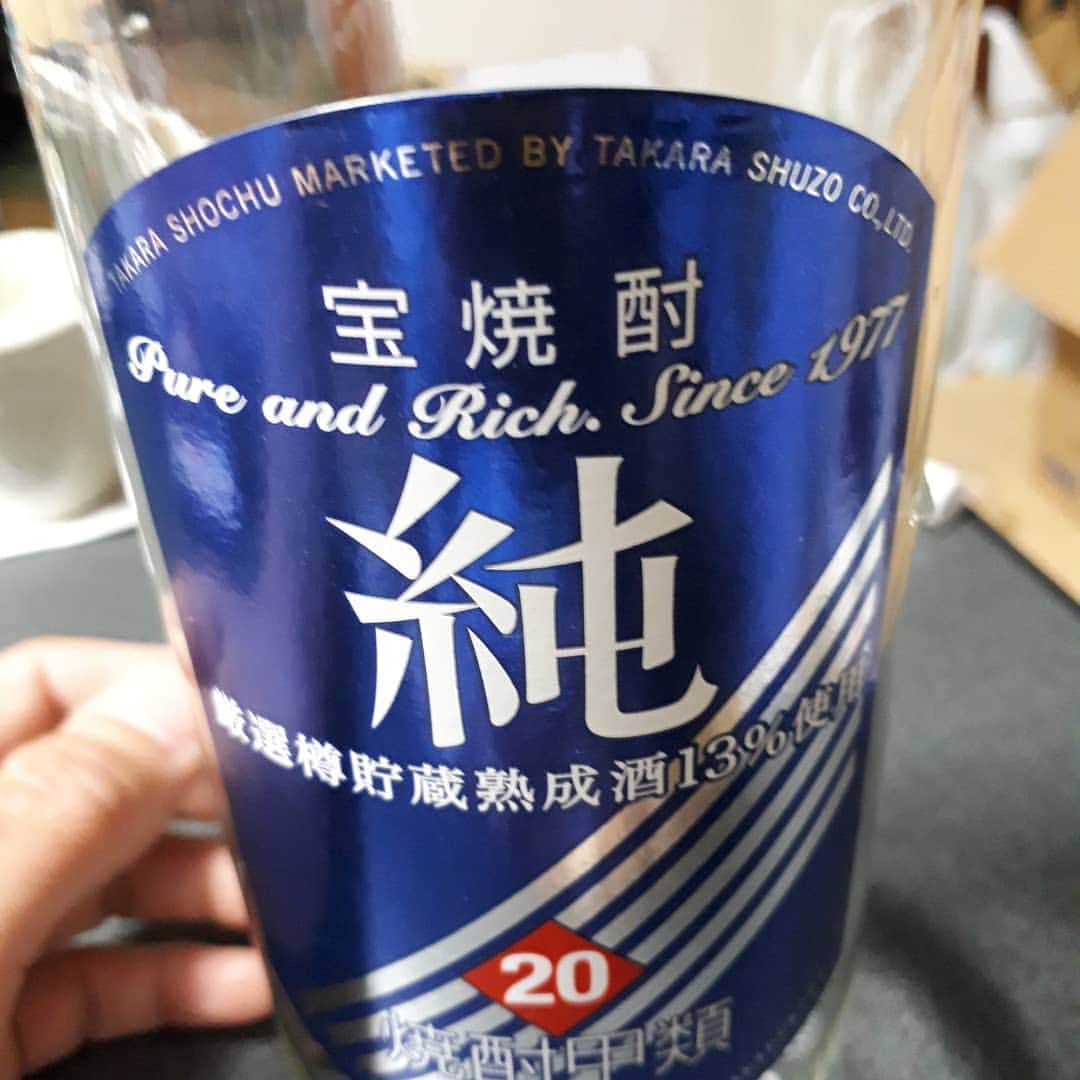 TAKARA SHOCHU MARKETED BY TAKARA SHUZO CO.,LTD.
宝焼酎
Pure and Rich. Since 1977
純
厳選樽貯蔵熟成酒13%使用
20
焼酎甲類